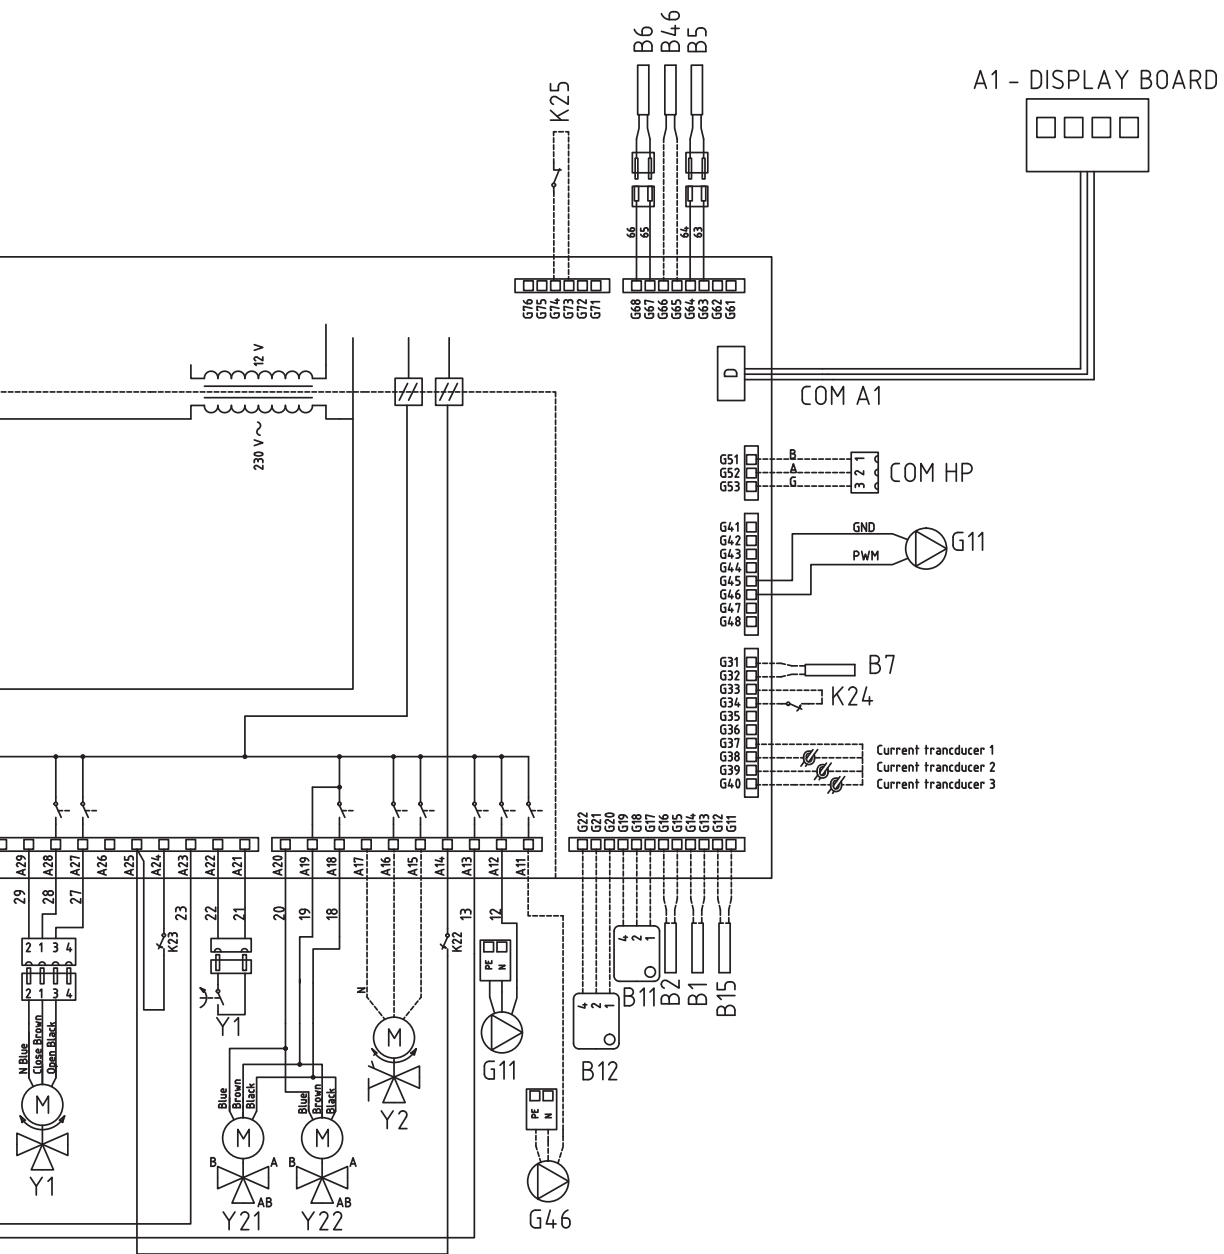 B6
B46
B5
K25
A1 - DISPLAY BOARD
66
65
64
63
G76
G75
G74
G73
G72
G71
G68
G67
G66
G65
G64
G63
G62
G61
12 V
230 V ~
D
COM A1
G51
G52
G53
B
A
G
1
2
3
COM HP
G41
G42
G43
G44
G45
G46
G47
G48
GND
PWM
G11
G31
G32
G33
G34
G35
G36
G37
G38
G39
G40
B7
K24
Current trancducer 1
Current trancducer 2
Current trancducer 3
G22
G21
G20
G19
G18
G17
G16
G15
G14
G13
G12
G11
A29
A28
A27
A26
A25
A24
A23
A22
A21
A20
A19
A18
A17
A16
A15
A14
A13
A12
A11
29
28
27
23
22
21
20
19
18
13
12
K23
K22
2 1 3 4
2 1 3 4
N
PE
N
4
2
1
B11
B2
B1
B15
4
2
1
B12
Y1
M
G11
Y2
N Blue
Close Brown
Open Black
M
Y1
Blue
Brown
Black
Blue
Brown
Black
M
M
B
A
AB
B
A
AB
Y21
Y22
PE
N
G46